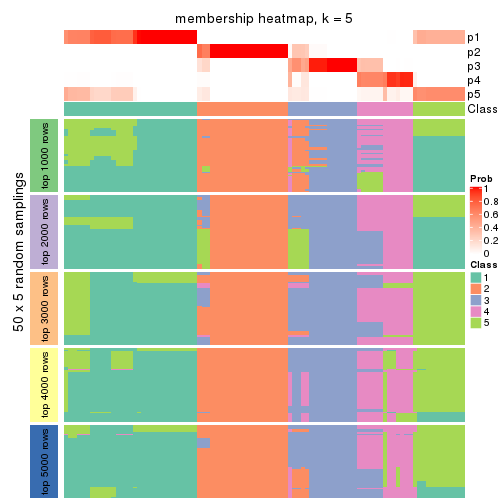 membership heatmap, k = 5
p1
p2
p3
p4
p5
Class
50 x 5 random samplings
top 1000 rows
top 2000 rows
top 3000 rows
top 4000 rows
top 5000 rows
Prob
1
0.8
0.6
0.4
0.2
0
Class
1
2
3
4
5